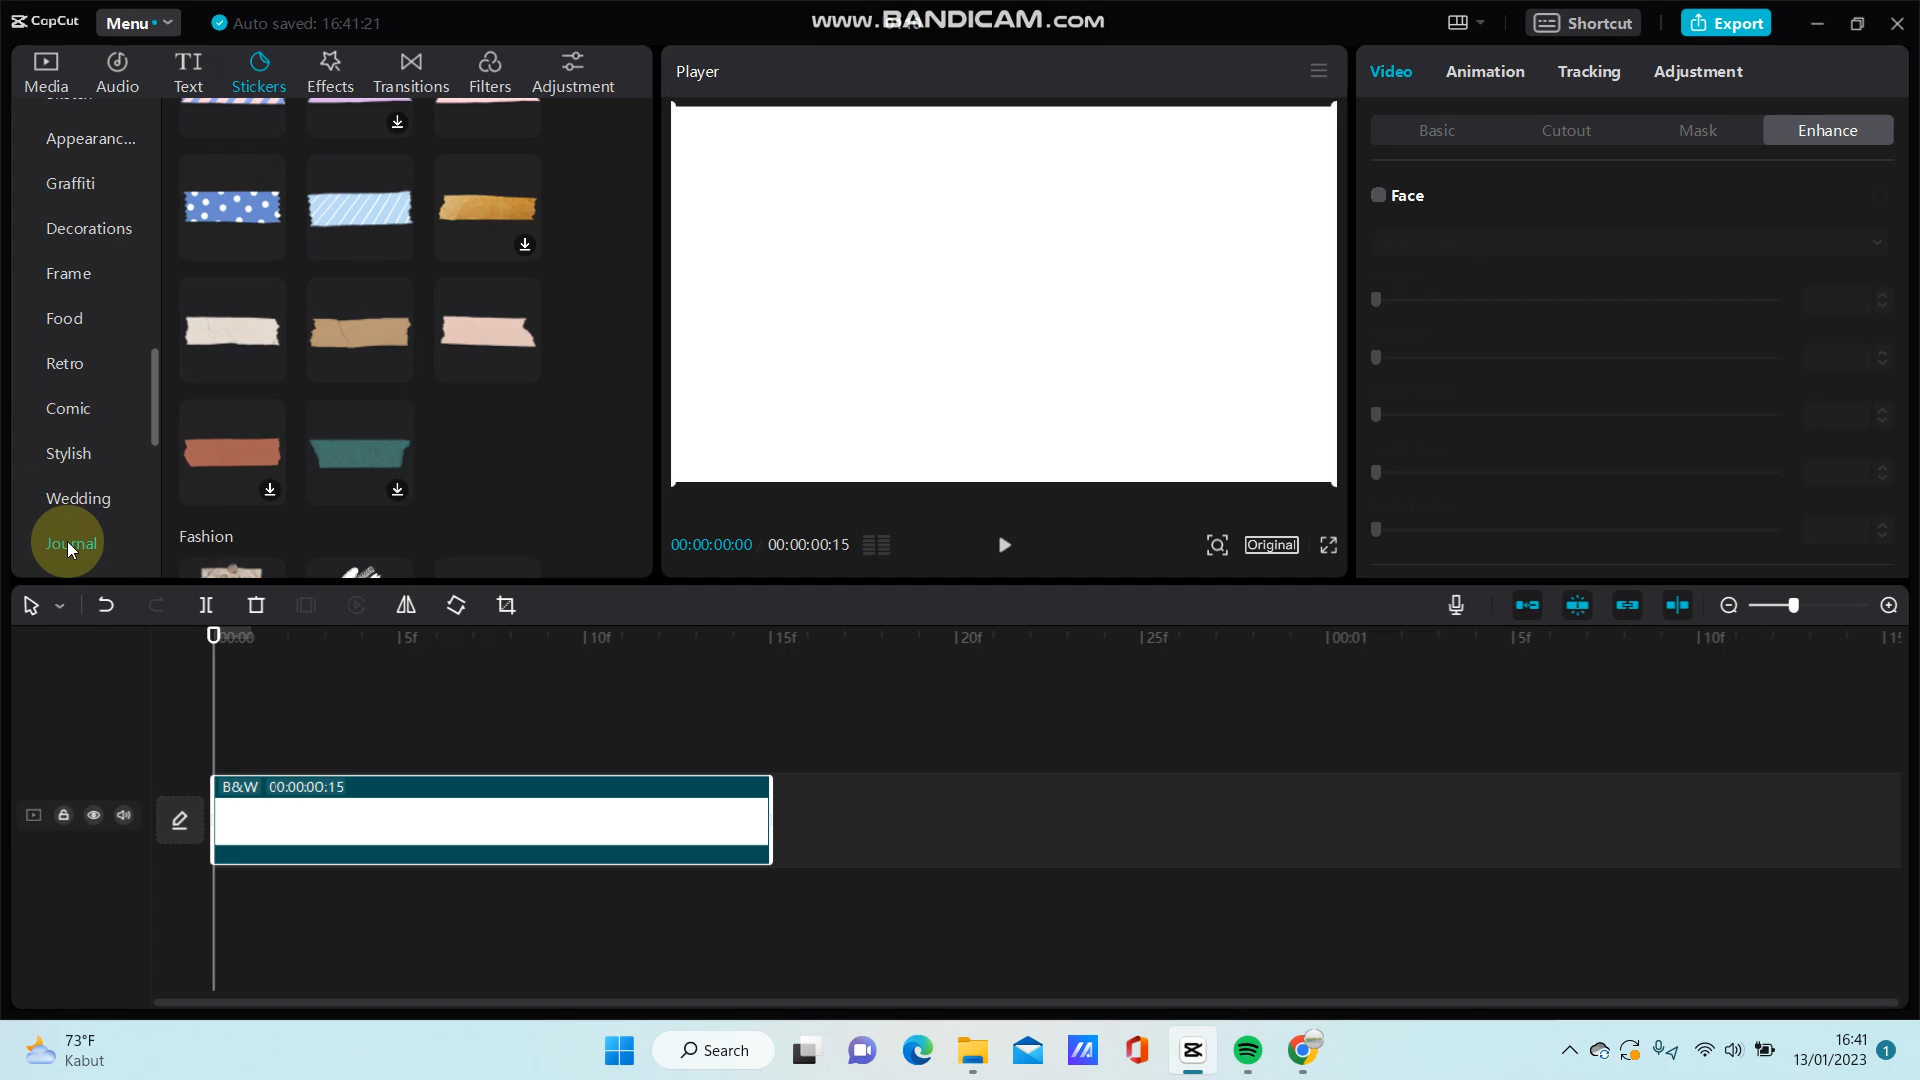 CapCut Menu Auto saved: 16:41:21 www.BANDICAM.com Shortcut Export
Media Audio Text Stickers Effects Transitions Filters Adjustment
Player
Video Animation Tracking Adjustment
Basic Cutout Mask Enhance
Appearanc...
Graffiti
Decorations
Frame
Food
Retro
Comic
Stylish
Wedding
Journal
Fashion
Face
00:00:00:00 00:00:00:15 Original
00:00 5f 10f 15f 20f 25f 00:01 5f 10f
B&W 00:00:00:15
73°F
Kabut
Search
16:41
13/01/2023 1